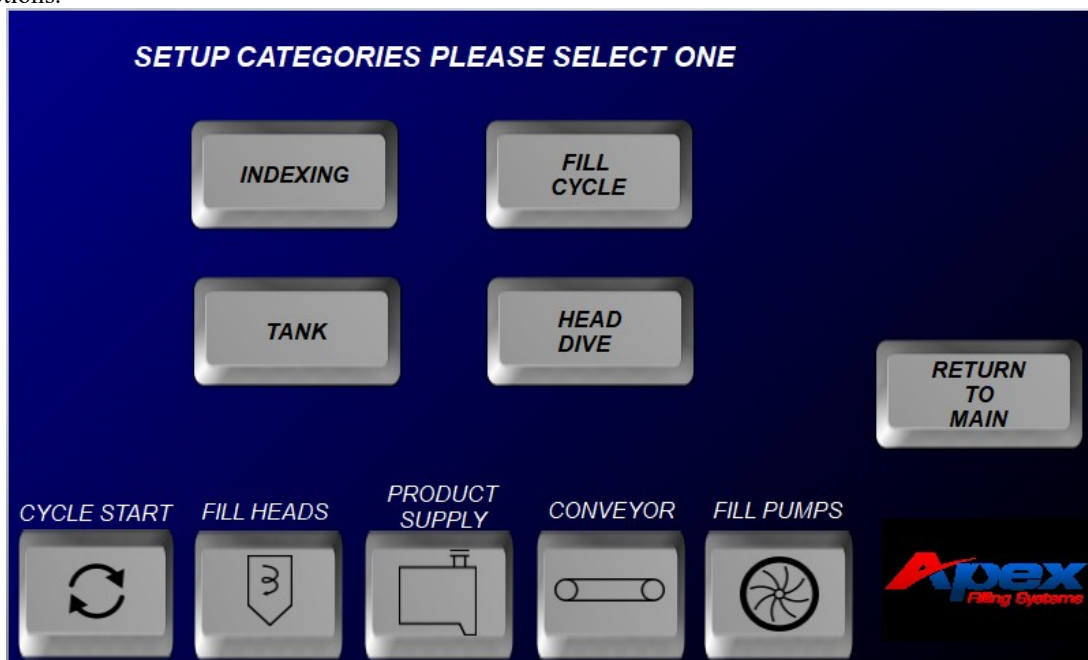 tions.
SETUP CATEGORIES PLEASE SELECT ONE
INDEXING
FILL
CYCLE
TANK
HEAD
DIVE
RETURN
TO
MAIN
CYCLE START
FILL HEADS
PRODUCT
SUPPLY
CONVEYOR
FILL PUMPS
Apex
Filling Systems